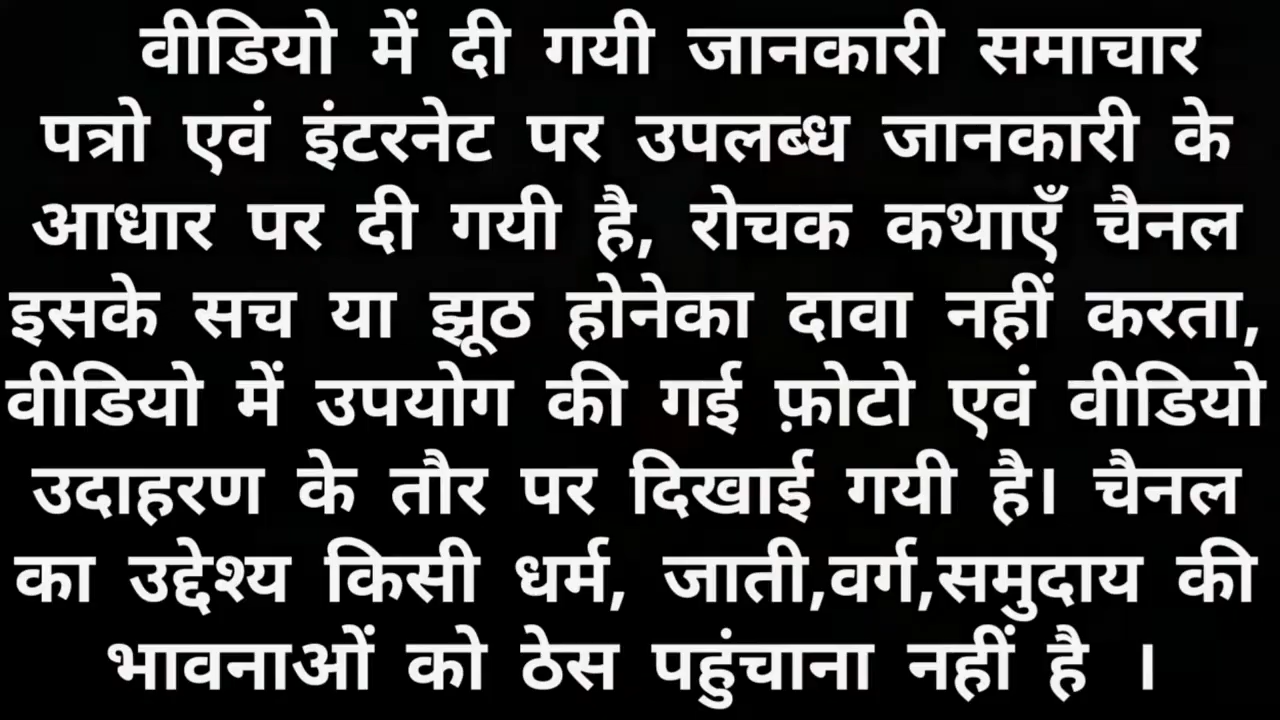 वीडियो में दी गयी जानकारी समाचार
पत्रो एवं इंटरनेट पर उपलब्ध जानकारी के
आधार पर दी गयी है, रोचक कथाएँ चैनल
इसके सच या झूठ होनेका दावा नहीं करता,
वीडियो में उपयोग की गई फ़ोटो एवं वीडियो
उदाहरण के तौर पर दिखाई गयी है। चैनल
का उद्देश्य किसी धर्म, जाती,वर्ग,समुदाय की
भावनाओं को ठेस पहुंचाना नहीं है ।